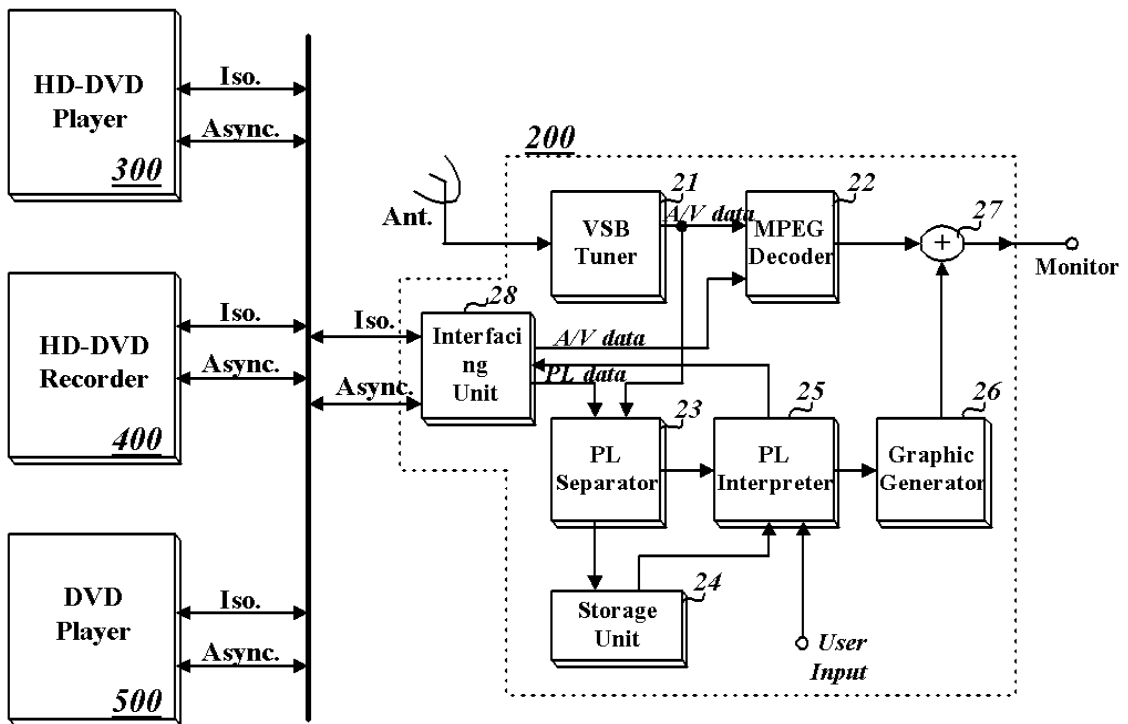 HD-DVD
Player
300
Iso.
Async.
HD-DVD
Recorder
400
Iso.
Async.
DVD
Player
500
Iso.
Async.
200
Ant.
VSB
Tuner
21
A/V data
MPEG
Decoder
22
+
27
Monitor
28
Iso.
Async.
Interfaci
ng
Unit
A/V data
PL data
PL
Separator
23
PL
Interpreter
25
Graphic
Generator
26
Storage
Unit
24
User
Input